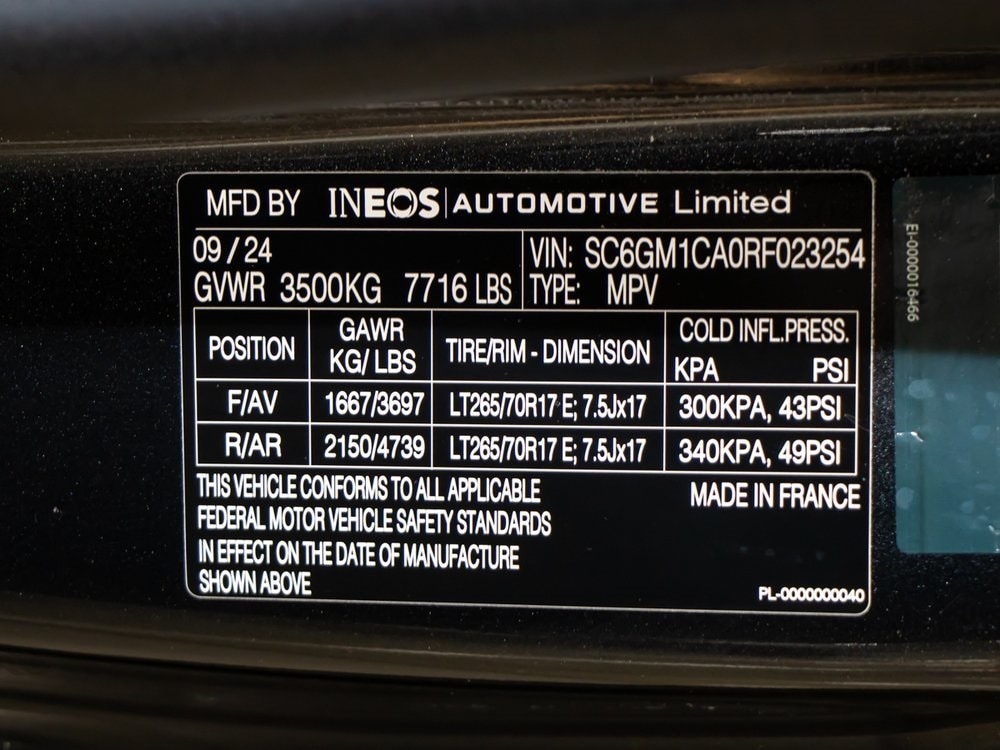 MFD BY INEOS | AUTOMOTIVE Limited
09 / 24
VIN: SC6GM1CA0RF023254
GVWR 3500KG 7716 LBS
TYPE: MPV
POSITION GAWR KG/ LBS TIRE/RIM - DIMENSION COLD INFL.PRESS. KPA PSI
F/AV 1667/3697 LT265/70R17 E; 7.5Jx17 300KPA, 43PSI
R/AR 2150/4739 LT265/70R17 E; 7.5Jx17 340KPA, 49PSI
THIS VEHICLE CONFORMS TO ALL APPLICABLE
FEDERAL MOTOR VEHICLE SAFETY STANDARDS
IN EFFECT ON THE DATE OF MANUFACTURE
SHOWN ABOVE
MADE IN FRANCE
PL-0000000040
EI-0000016466